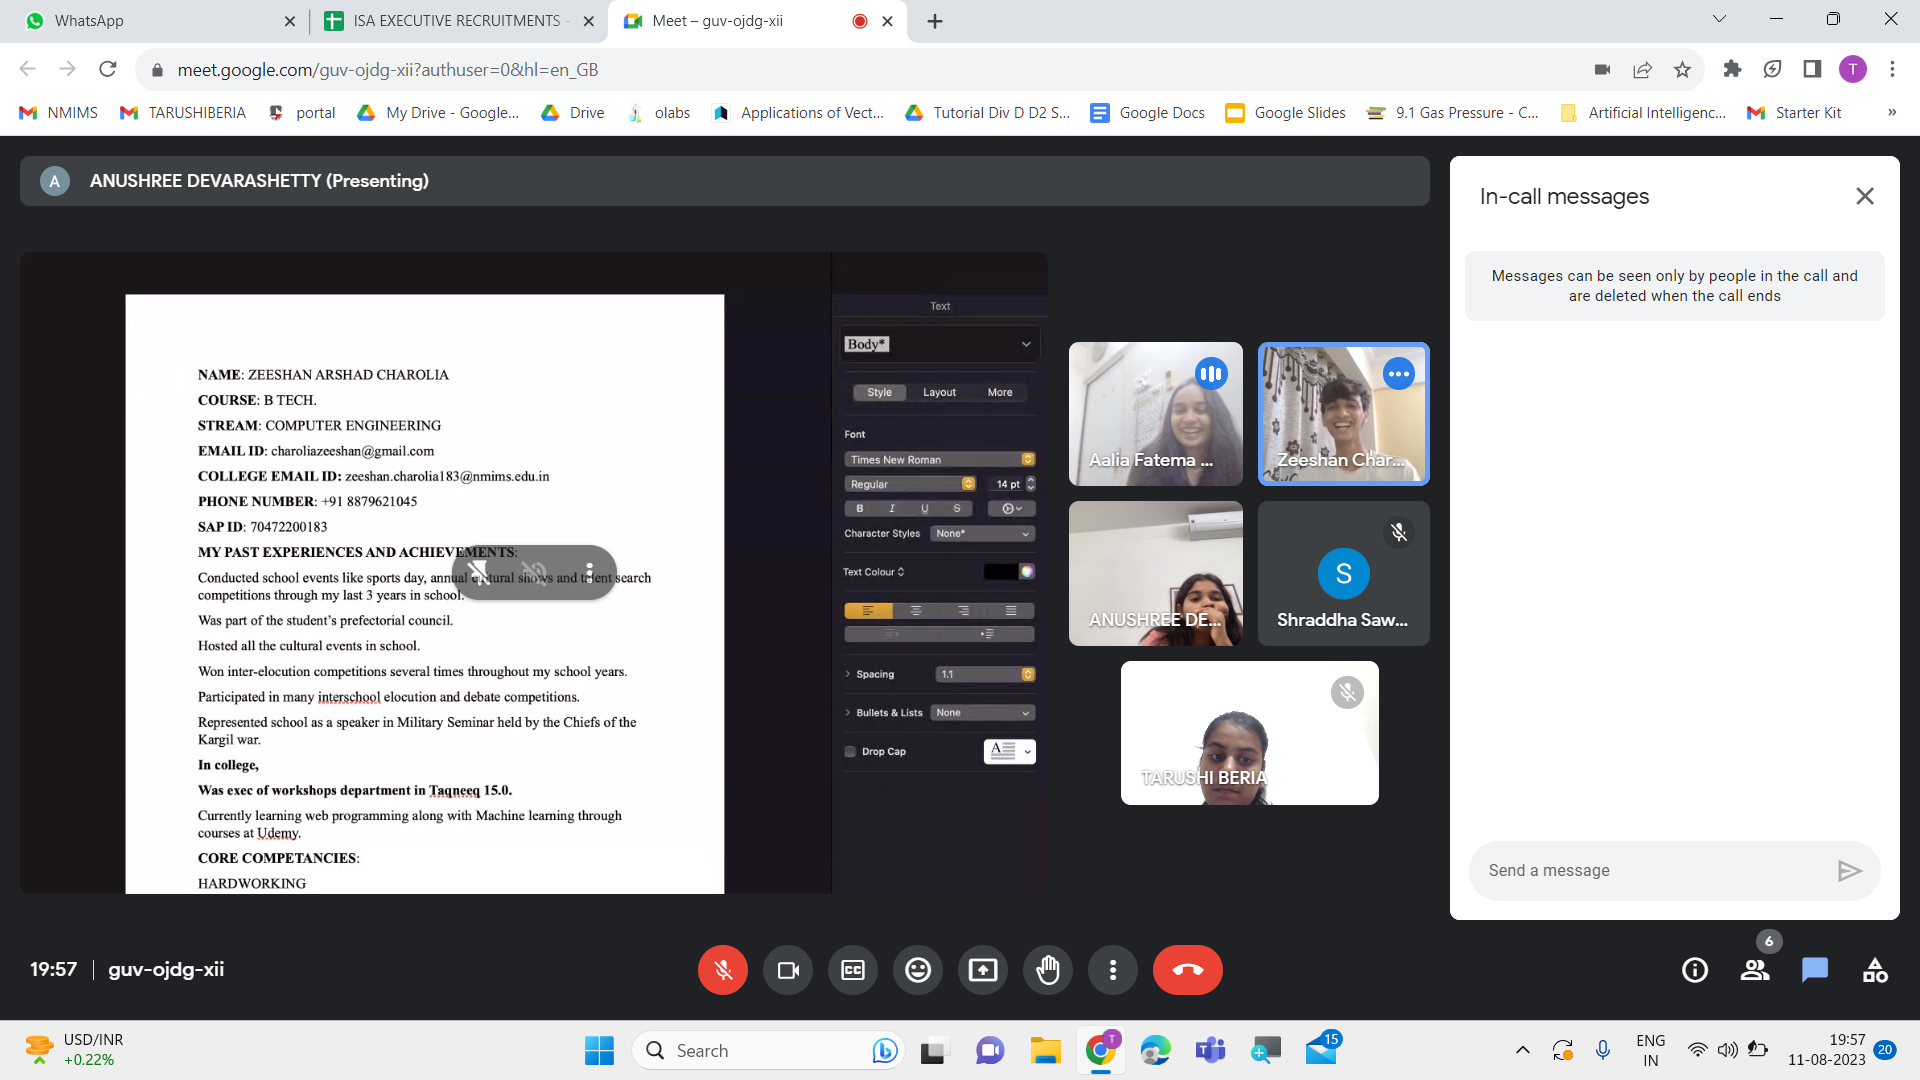 WhatsApp
ISA EXECUTIVE RECRUITMENTS -
Meet – guv-ojdg-xii
meet.google.com/guv-ojdg-xii?authuser=0&hl=en_GB
T
NMIMS
TARUSHIBERIA
portal
My Drive - Google...
Drive
olabs
Applications of Vect...
Tutorial Div D D2 S...
Google Docs
Google Slides
9.1 Gas Pressure - C...
Artificial Intelligenc...
Starter Kit
»
A
ANUSHREE DEVARASHETTY (Presenting)
NAME: ZEESHAN ARSHAD CHAROLIA
COURSE: B TECH.
STREAM: COMPUTER ENGINEERING
EMAIL ID: charoliazeeshan@gmail.com
COLLEGE EMAIL ID: zeeshan.charolia183@nmims.edu.in
PHONE NUMBER: +91 8879621045
SAP ID: 70472200183
MY PAST EXPERIENCES AND ACHIEVEMENTS:
Conducted school events like sports day, annual cultural shows and talent search
competitions through my last 3 years in school.
Was part of the student's prefectorial council.
Hosted all the cultural events in school.
Won inter-elocution competitions several times throughout my school years.
Participated in many interschool elocution and debate competitions.
Represented school as a speaker in Military Seminar held by the Chiefs of the
Kargil war.
In college,
Was exec of workshops department in Taqneeq 15.0.
Currently learning web programming along with Machine learning through
courses at Udemy.
CORE COMPETANCIES:
HARDWORKING
Text
Body*
Style
Layout
More
Font
Times New Roman
Regular
14 pt
B
I
U
S
Character Styles
None*
Text Colour
Spacing
1.1
Bullets & Lists
None
Drop Cap
A
Aalia Fatema ...
Zeeshan Char...
ANUSHREE DE...
S
Shraddha Saw...
TARUSHI BERIA
In-call messages
Messages can be seen only by people in the call and
are deleted when the call ends
Send a message
19:57
guv-ojdg-xii
CC
6
USD/INR
+0.22%
Search
T
15
ENG
IN
19:57
11-08-2023
20